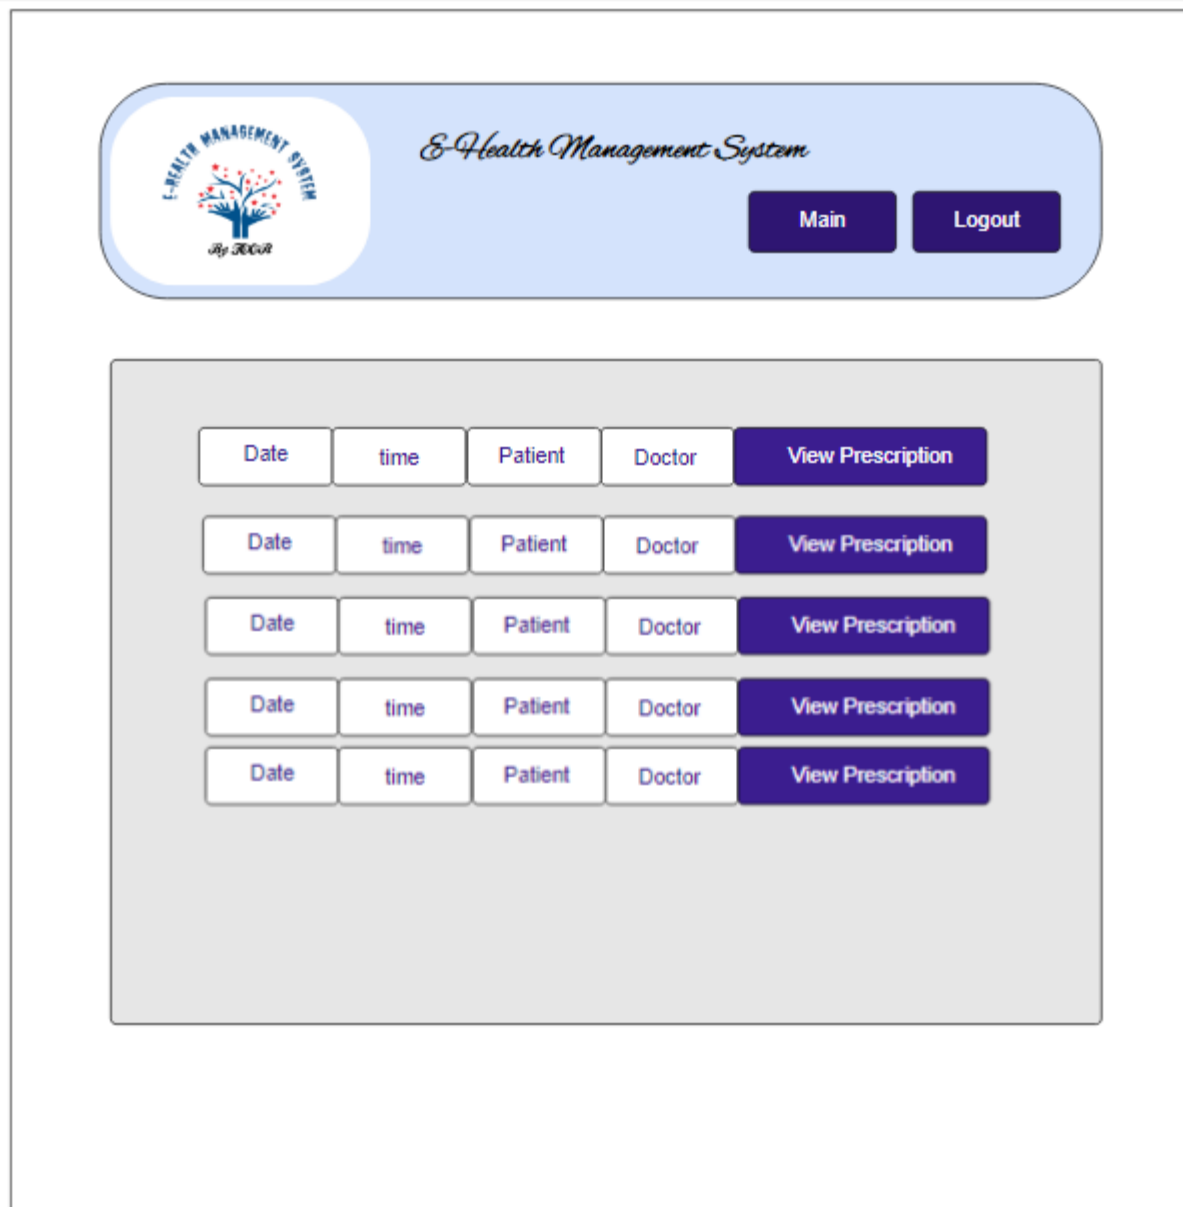 E-HEALTH MANAGEMENT SYSTEM
E-Health Management System
Main Logout
Date time Patient Doctor View Prescription
Date time Patient Doctor View Prescription
Date time Patient Doctor View Prescription
Date time Patient Doctor View Prescription
Date time Patient Doctor View Prescription